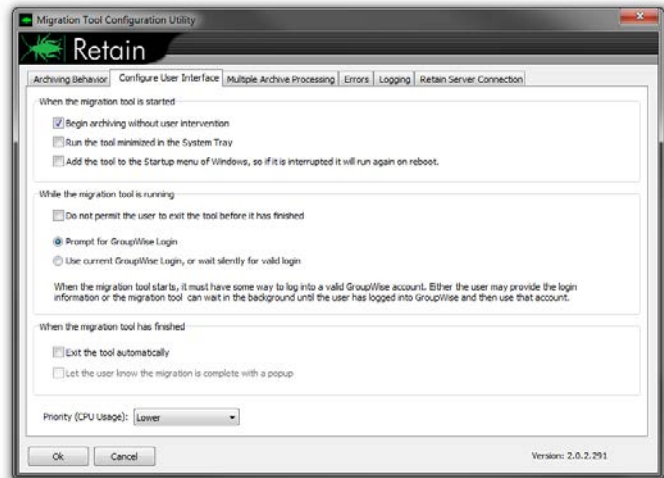 Migration Tool Configuration Utility
Retain
Archiving Behavior Configure User Interface Multiple Archive Processing Errors Logging Retain Server Connection
When the migration tool is started
Begin archiving without user intervention
Run the tool minimized in the System Tray
Add the tool to the Startup menu of Windows, so if it is interrupted it will run again on reboot.
While the migration tool is running
Do not permit the user to exit the tool before it has finished
Prompt for GroupWise Login
Use current GroupWise Login, or wait silently for valid login
When the migration tool starts, it must have some way to log into a valid GroupWise account. Either the user may provide the login
information or the migration tool can wait in the background until the user has logged into GroupWise and then use that account.
When the migration tool has finished
Exit the tool automatically
Let the user know the migration is complete with a popup
Priority (CPU Usage): Lower
Ok Cancel Version: 2.0.2.291